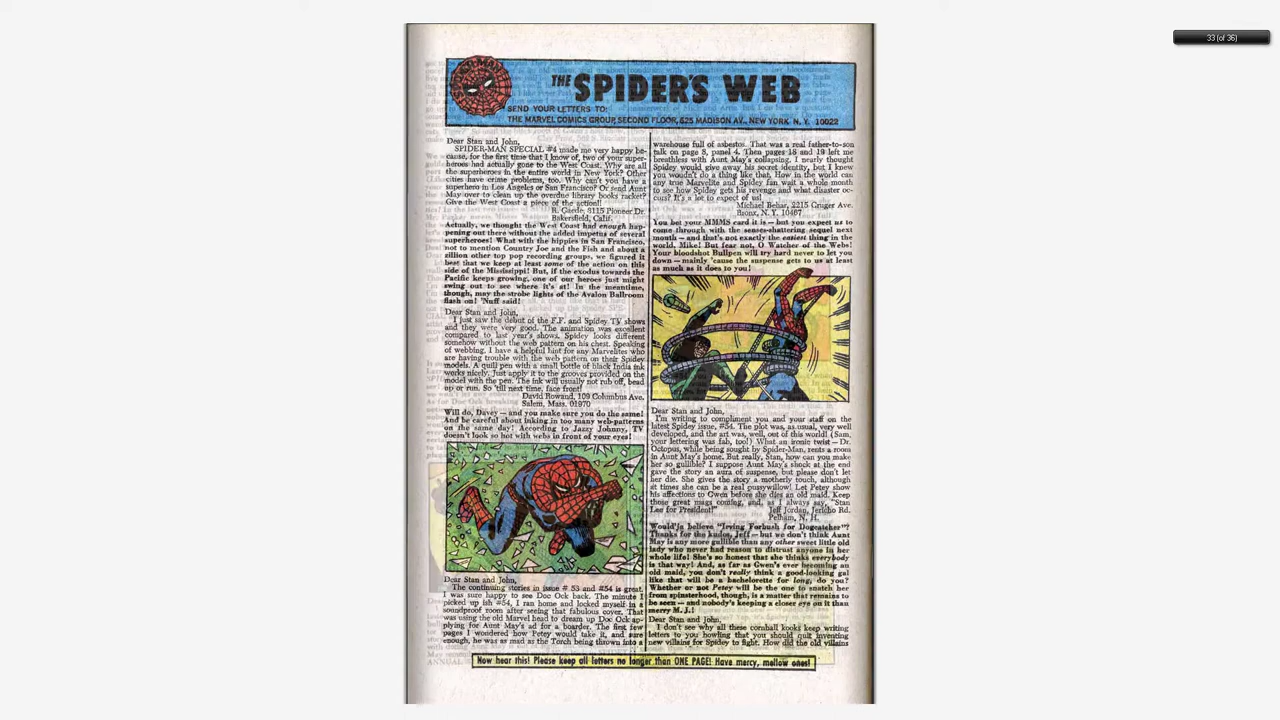 33 (of 36)
THE SPIDER'S WEB
SEND YOUR LETTERS TO:
THE MARVEL COMICS GROUP, SECOND FLOOR, 625 MADISON AV., NEW YORK N. Y. 10022
Dear Stan and John,
SPIDER-MAN SPECIAL #4 made me very happy be-
cause, for the first time that I know of, two of your super-
heroes had actually gone to the West Coast. Why are all
the superheroes in the entire world in New York? Other
cities have crime problems, too. Why can't you have a
superhero in Los Angeles or San Francisco? Or send Aunt
May over to clean up the overdue library books racket?
Give the West Coast a piece of the action!!
R. Gaede, 3115 Pioneer Dr.
Bakersfield, Calif.
Actually, we thought the West Coast had enough hap-
pening out there without the added impetus of several
superheroes! What with the hippies in San Francisco,
not to mention Country Joe and the Fish and about a
zillion other top pop recording groups, we figured it
best that we keep at least some of the action on this
side of the Mississippi! But, if the exodus towards the
Pacific keeps growing, one of our heroes just might
swing out to see where it's at! In the meantime,
though, may the strobe lights of the Avalon Ballroom
flash on! 'Nuff said!
Dear Stan and John,
I just saw the debut of the F.F. and Spidey TV shows
and they were very good. The animation was excellent
compared to last year's shows. Spidey looks different
somehow without the web pattern on his chest. Speaking
of webbing, I have a helpful hint for any Marvelites who
are having trouble with the web pattern on their Spidey
models. A quill pen with a small bottle of black India ink
works nicely. Just apply it to the grooves provided on the
model with the pen. The ink will usually not rub off, bead
up or run. So 'till next time, face front!
David Rowand, 109 Columbus Ave.
Salem, Mass. 01970
Will do, Davey — and you make sure you do the same!
And be careful about inking in too many web-patterns
on the same day! According to Jazzy Johnny, TV
doesn't look so hot with webs in front of your eyes!
Dear Stan and John,
The continuing stories in issue # 53 and #54 is great.
I was sure happy to see Doc Ock back. The minute I
picked up ish #54, I ran home and locked myself in a
soundproof room after seeing that fabulous cover. That
was using the old Marvel head to dream up Doc Ock ap-
plying for Aunt May's ad for a boarder. The first few
pages I wondered how Petey would take it, and sure
enough, he was as mad as the Torch being thrown into a
warehouse full of asbestos. That was a real father-to-son
talk on page 8, panel 4. Then pages 18 and 19 left me
breathless with Aunt May's collapsing. I nearly thought
Spidey would give away his secret identity, but I knew
you wouldn't do a thing like that. How in the world can
any true Marvelite and Spidey fan wait a whole month
to see how Spidey gets his revenge and what disaster oc-
curs? It's a lot to expect of us!
Michael Behar, 2215 Cruger Ave.
Bronx, N. Y. 10467
You bet your MMMS card it is — but you expect us to
come through with the senses-shattering sequel next
month — and that's not exactly the easiest thing in the
world, Mike! But fear not, O Watcher of the Webs!
Your bloodshot Bullpen will try hard never to let you
down — mainly 'cause the suspense gets to us at least
as much as it does to you!
Dear Stan and John,
I'm writing to compliment you and your staff on the
latest Spidey issue, #54. The plot was, as usual, very well
developed, and the art was, well, out of this world! (Sam,
your lettering was fab, too!) What an ironic twist — Dr.
Octopus, while being sought by Spider-Man, rents a room
in Aunt May's home. But really, Stan, how can you make
her so gullible? I suppose Aunt May's shock at the end
gave the story an aura of suspense, but please don't let
her die. She gives the story a motherly touch, although
at times she can be a real pussywillow! Let Petey show
his affections to Gwen before she dies an old maid. Keep
those great mags coming, and, as I always say, "Stan
Lee for President!"
Jeff Jordan, Jericho Rd.
Pelham, N. H.
Would'ja believe "Irving Forbush for Dogcatcher"?
Thanks for the kudos, Jeff — but we don't think Aunt
May is any more gullible than any other sweet little old
lady who never had reason to distrust anyone in her
whole life! She's so honest that she thinks everybody
is that way! And, as far as Gwen's ever becoming an
old maid, you don't really think a good-looking gal
like that will be a bachelorette for long, do you?
Whether or not Petey will be the one to snatch her
from spinsterhood, though, is a matter that remains to
be seen — and nobody's keeping a closer eye on it than
merry M. J.!
Dear Stan and John,
I don't see why all these cornball kooks keep writing
letters to you howling that you should quit inventing
new villains for Spidey to fight. How did the old villains
Now hear this! Please keep all letters no longer than ONE PAGE! Have mercy, mellow ones!